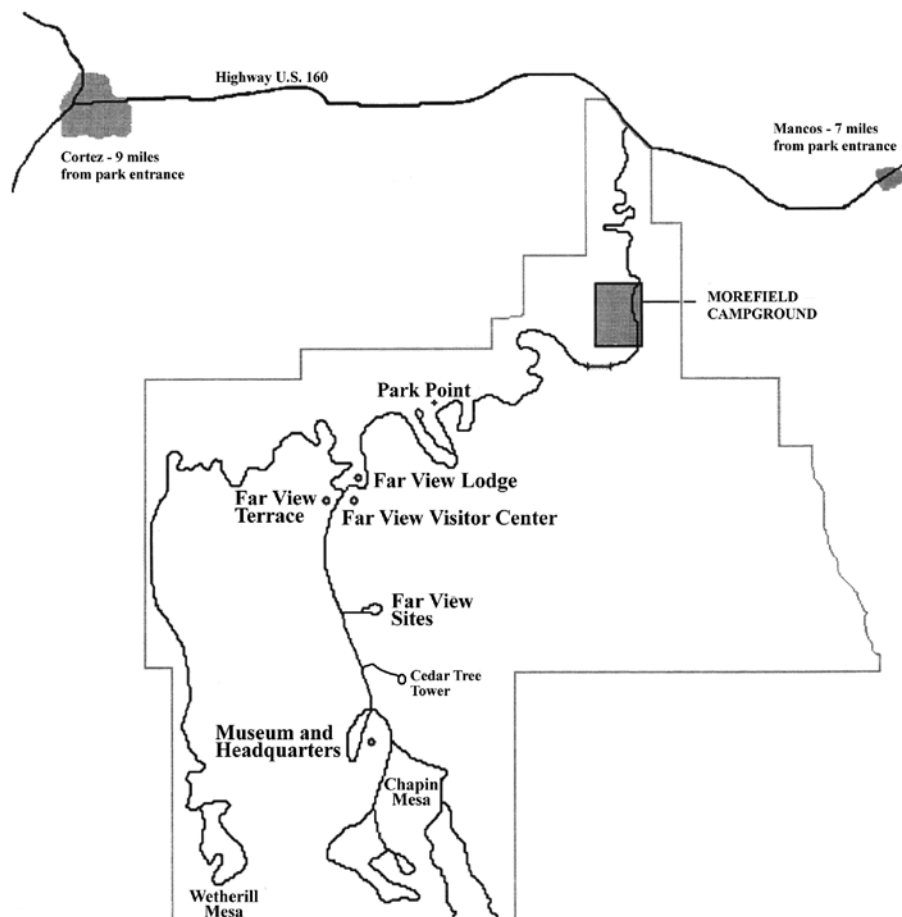 Highway U.S. 160
Cortez - 9 miles
from park entrance
Mancos - 7 miles
from park entrance
MOREFIELD
CAMPGROUND
Park Point
Far View Lodge
Far View
Terrace
Far View Visitor Center
Far View
Sites
Cedar Tree
Tower
Museum and
Headquarters
Chapin
Mesa
Wetherill
Mesa